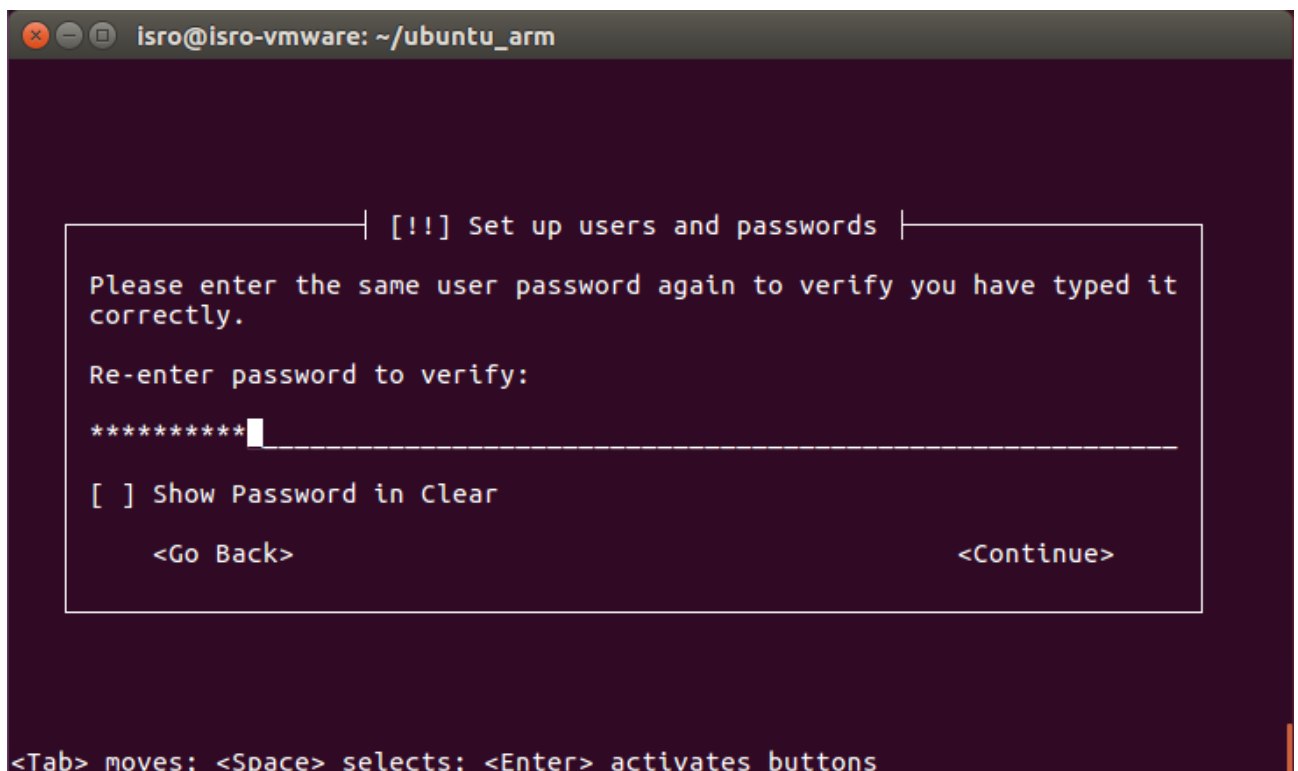 isro@isro-vmware: ~/ubuntu_arm
[!!] Set up users and passwords
Please enter the same user password again to verify you have typed it
correctly.
Re-enter password to verify:
**********
[ ] Show Password in Clear
<Go Back> <Continue>
<Tab> moves; <Space> selects; <Enter> activates buttons